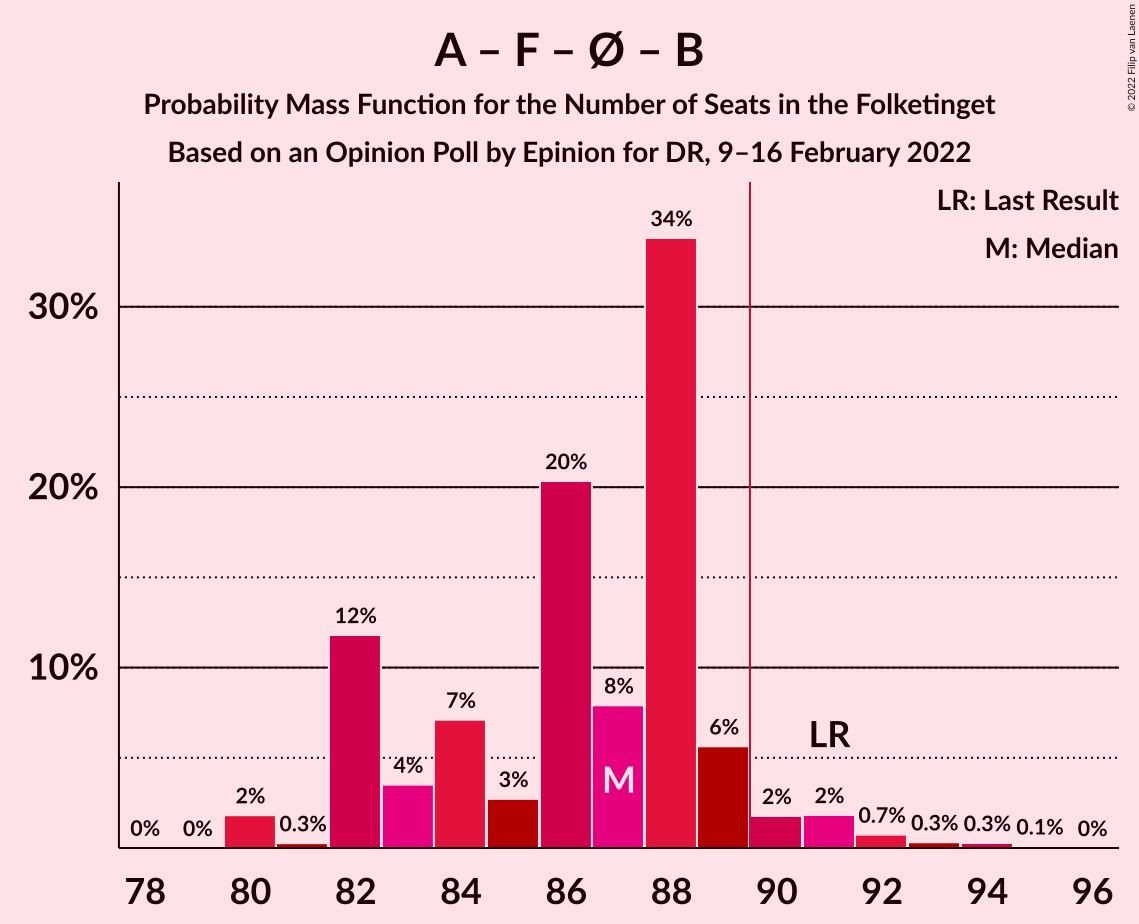 A – F – Ø – B
Probability Mass Function for the Number of Seats in the Folketinget
Based on an Opinion Poll by Epinion for DR, 9–16 February 2022
© 2022 Filip van Laenen
LR: Last Result
M: Median
30%
20%
10%
0% 0% 2% 0.3% 12% 4% 7% 3% 20% 8% 34% 6% 2% 2% 0.7% 0.3% 0.3% 0.1% 0%
LR
M
78 80 82 84 86 88 90 92 94 96